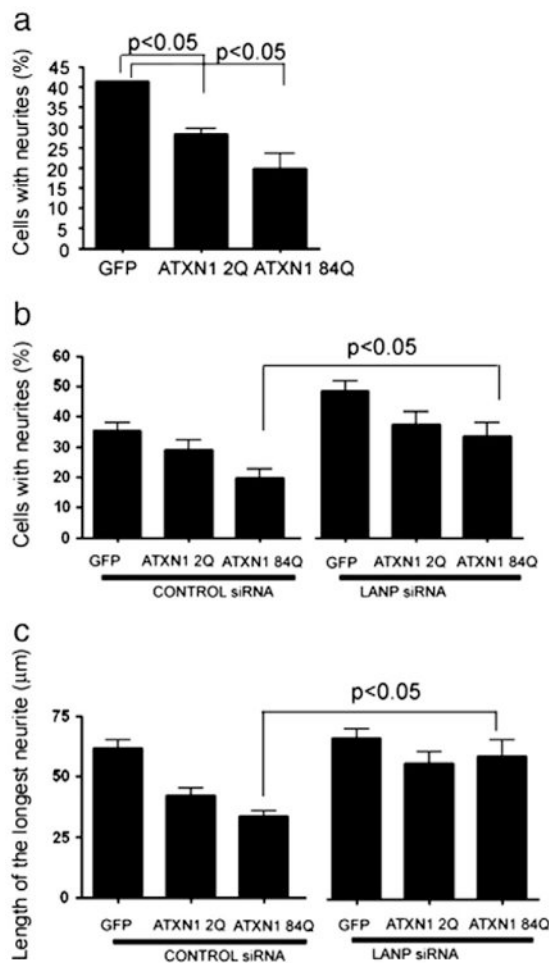 a
p<0.05
p<0.05
Cells with neurites (%)
45
40
35
30
25
20
15
10
5
0
GFP ATXN1 2Q ATXN1 84Q
b
p<0.05
Cells with neurites (%)
60
50
40
30
20
10
0
GFP ATXN1 2Q ATXN1 84Q GFP ATXN1 2Q ATXN1 84Q
CONTROL siRNA LANP siRNA
c
p<0.05
Length of the longest neurite (μm)
75
50
25
0
GFP ATXN1 2Q ATXN1 84Q GFP ATXN1 2Q ATXN1 84Q
CONTROL siRNA LANP siRNA